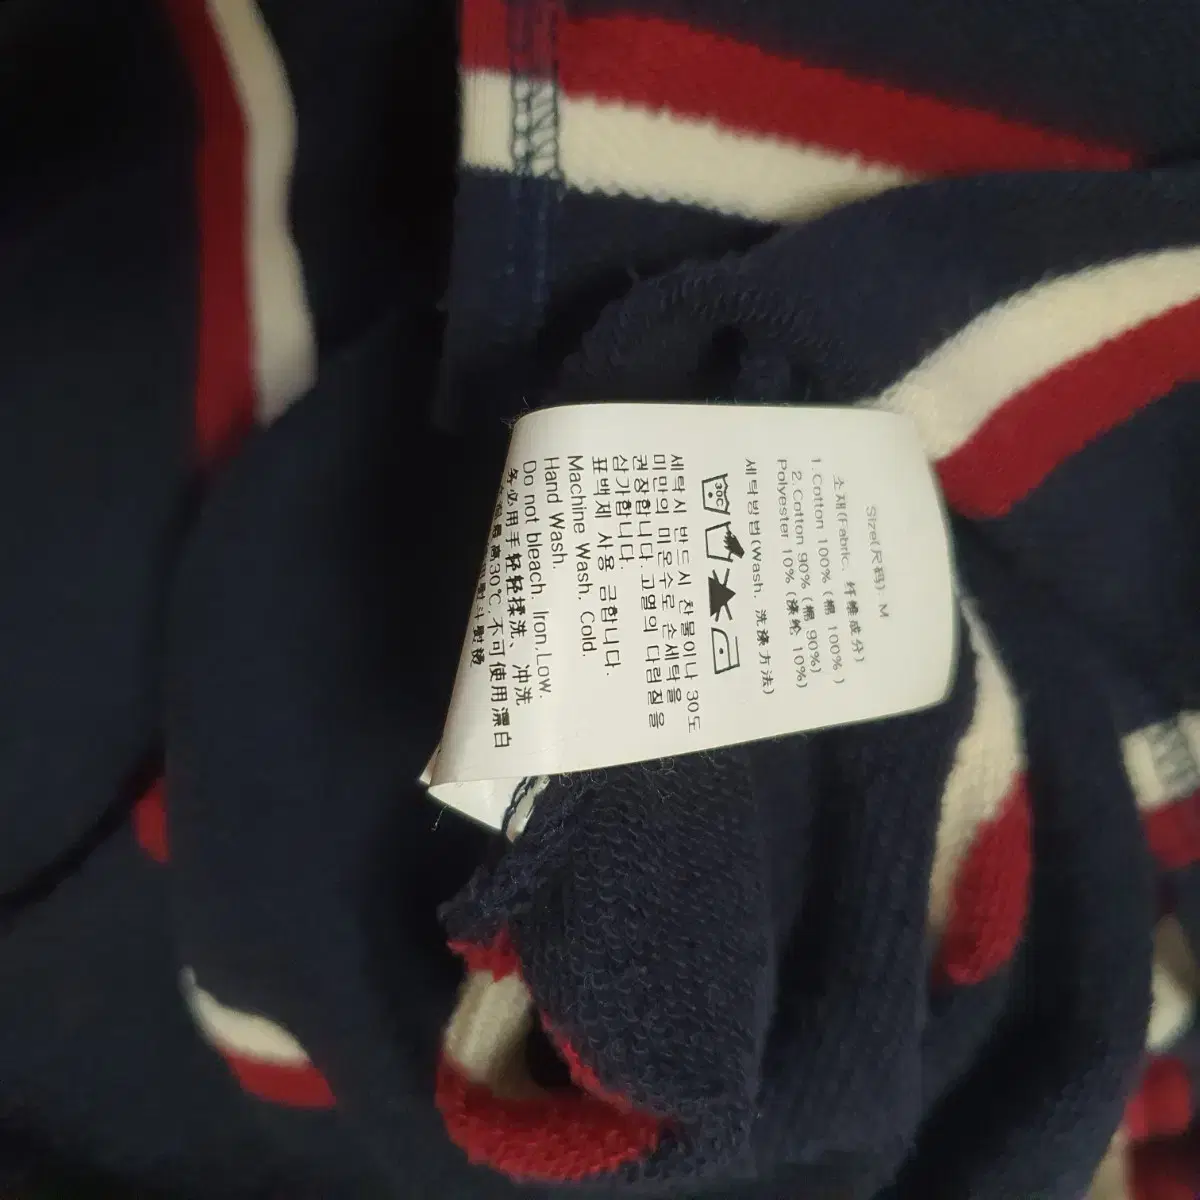 Size(尺码): M
소재(Fabric, 纤维成分)
1.Cotton 100% (棉 100% )
2.Cotton 90% (棉 90%)
Polyester 10% (涤纶 10%)
세탁방법(Wash, 洗涤方法)
30C
세탁시 반드시 찬물이나 30도
미만의 미온수로 손세탁을
권장합니다. 고열의 다림질을
삼가합니다.
표백제 사용 금합니다.
Machine Wash, Cold.
Hand Wash.
Do not bleach. Iron,Low.
务必用手轻轻揉洗、冲洗
最高30℃,不可使用漂白
熨斗熨烫